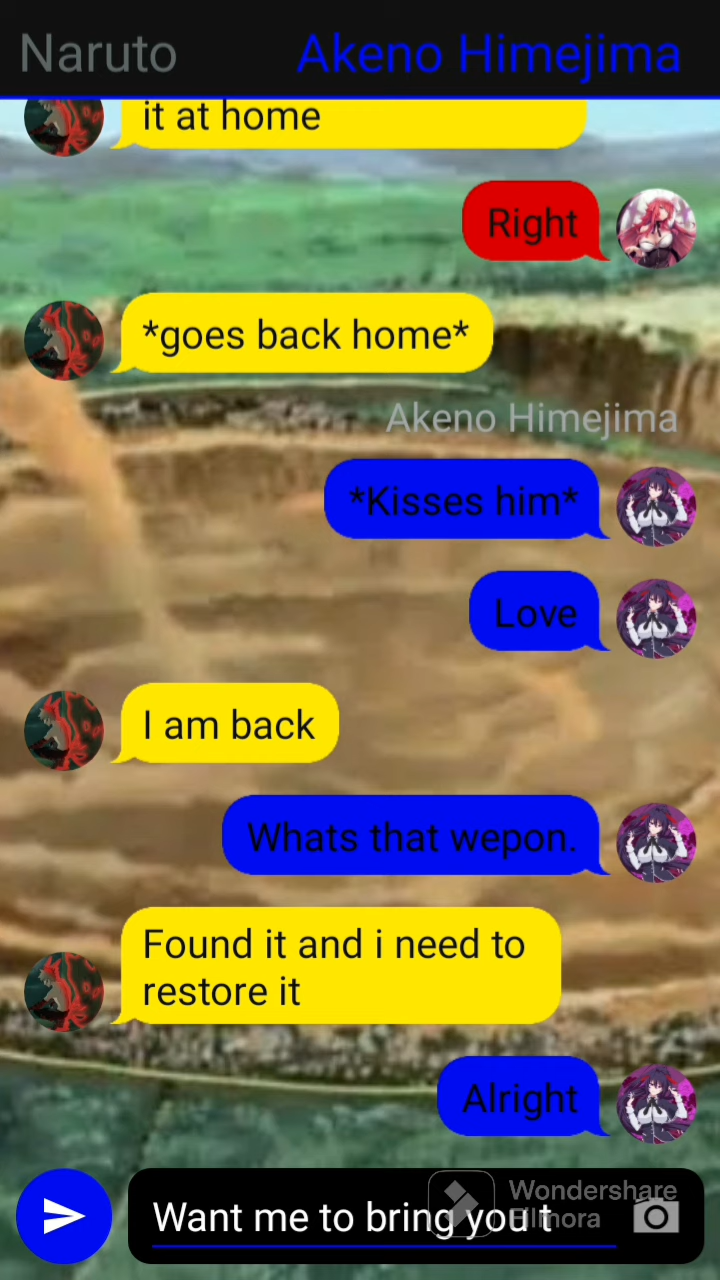 Naruto Akeno Himejima
it at home
Right
*goes back home*
Akeno Himejima
*Kisses him*
Love
I am back
Whats that wepon.
Found it and i need to
restore it
Alright
Want me to bring you t
Wondershare
Filmora